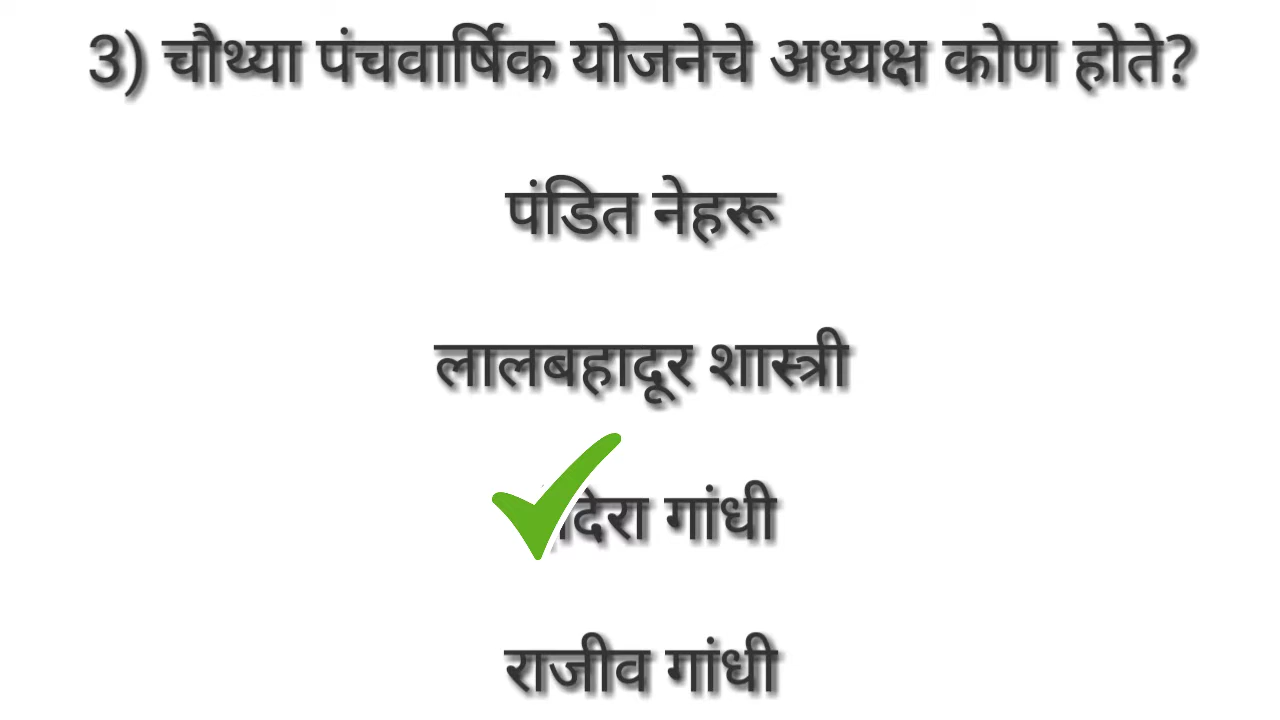 3) चौथ्या पंचवार्षिक योजनेचे अध्यक्ष कोण होते?
पंडित नेहरू
लालबहादूर शास्त्री
गांधी
राजीव गांधी